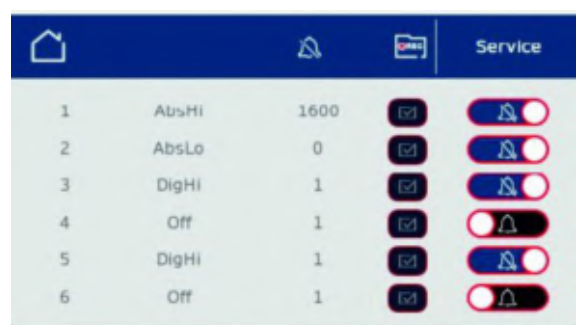 Service
1 AbsHi 1600
2 AbsLo 0
3 DigHi 1
4 Off 1
5 DigHi 1
6 Off 1